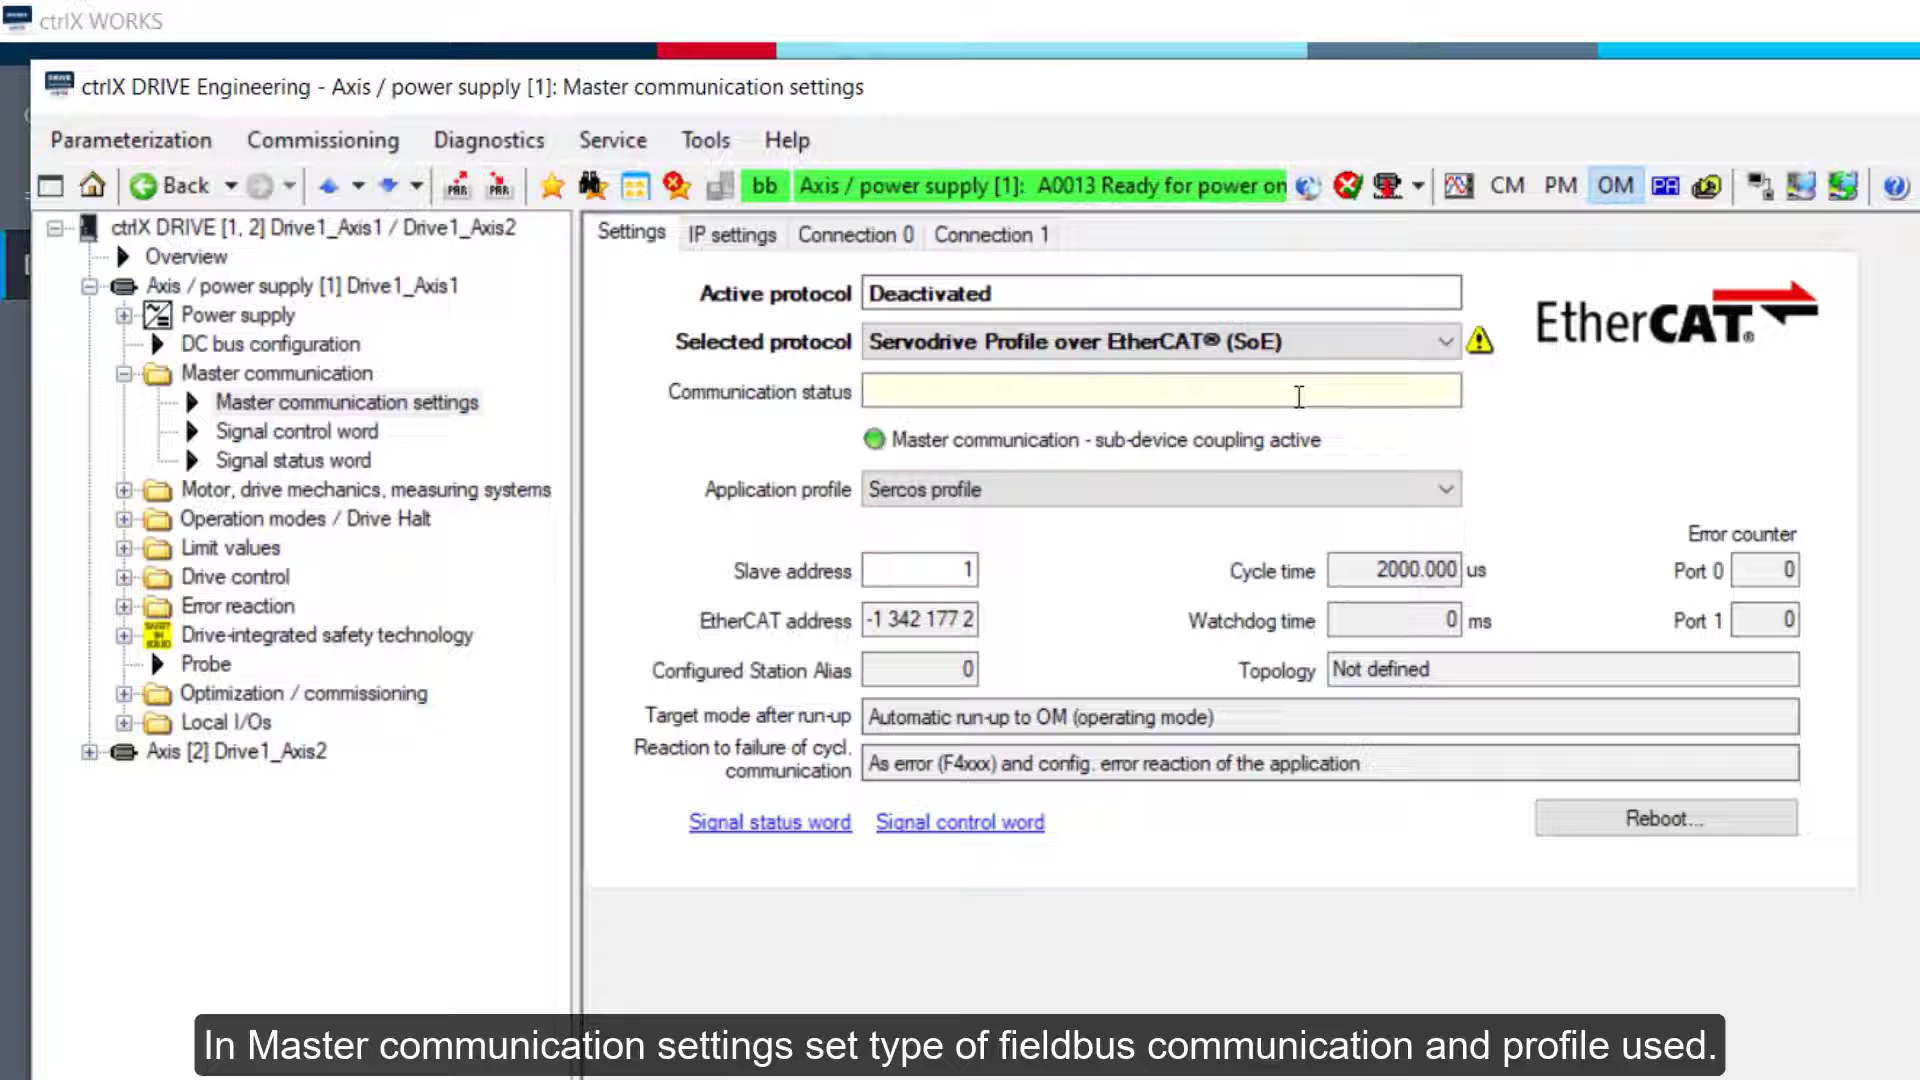 ctrlX WORKS
ctrlX DRIVE Engineering - Axis / power supply [1]: Master communication settings
Parameterization Commissioning Diagnostics Service Tools Help
Back PAR PAR bb Axis / power supply [1]: A0013 Ready for power on CM PM OM
ctrlX DRIVE [1, 2] Drive1_Axis1 / Drive1_Axis2
Overview
Axis / power supply [1] Drive1_Axis1
Power supply
DC bus configuration
Master communication
Master communication settings
Signal control word
Signal status word
Motor, drive mechanics, measuring systems
Operation modes / Drive Halt
Limit values
Drive control
Error reaction
Drive-integrated safety technology
Probe
Optimization / commissioning
Local I/Os
Axis [2] Drive1_Axis2
Settings IP settings Connection 0 Connection 1
Active protocol Deactivated
EtherCAT®
Selected protocol Servodrive Profile over EtherCAT® (SoE)
Communication status
Master communication - sub-device coupling active
Application profile Sercos profile
Error counter
Slave address 1 Cycle time 2000.000 us Port 0 0
EtherCAT address -1 342 177 2 Watchdog time 0 ms Port 1 0
Configured Station Alias 0 Topology Not defined
Target mode after run-up Automatic run-up to OM (operating mode)
Reaction to failure of cycl.
communication As error (F4xxx) and config. error reaction of the application
Signal status word Signal control word Reboot...
In Master communication settings set type of fieldbus communication and profile used.